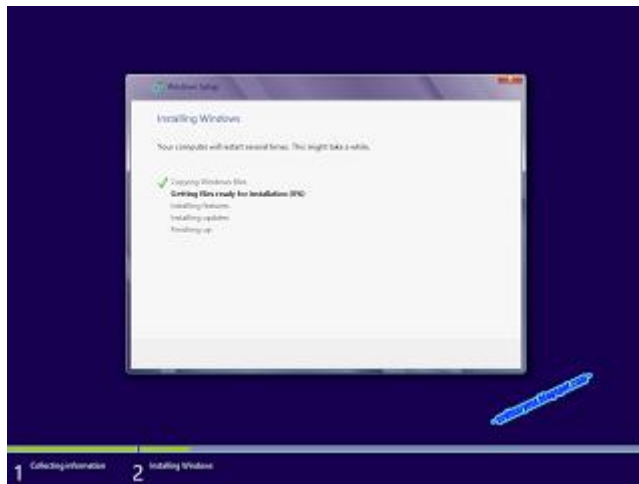 Windows Setup
Installing Windows
Your computer will restart several times. This might take a while.
Copying Windows files
Getting files ready for installation (0%)
Installing features
Installing updates
Finishing up
1 Collecting information
2 Installing Windows